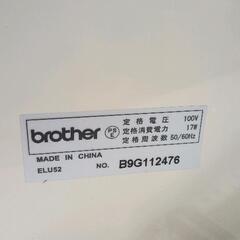 brother
PS
E
定格電圧 100V
定格消費電力 17W
定格周波数 50/60Hz
MADE IN CHINA
ELU52 NO. B9G112476